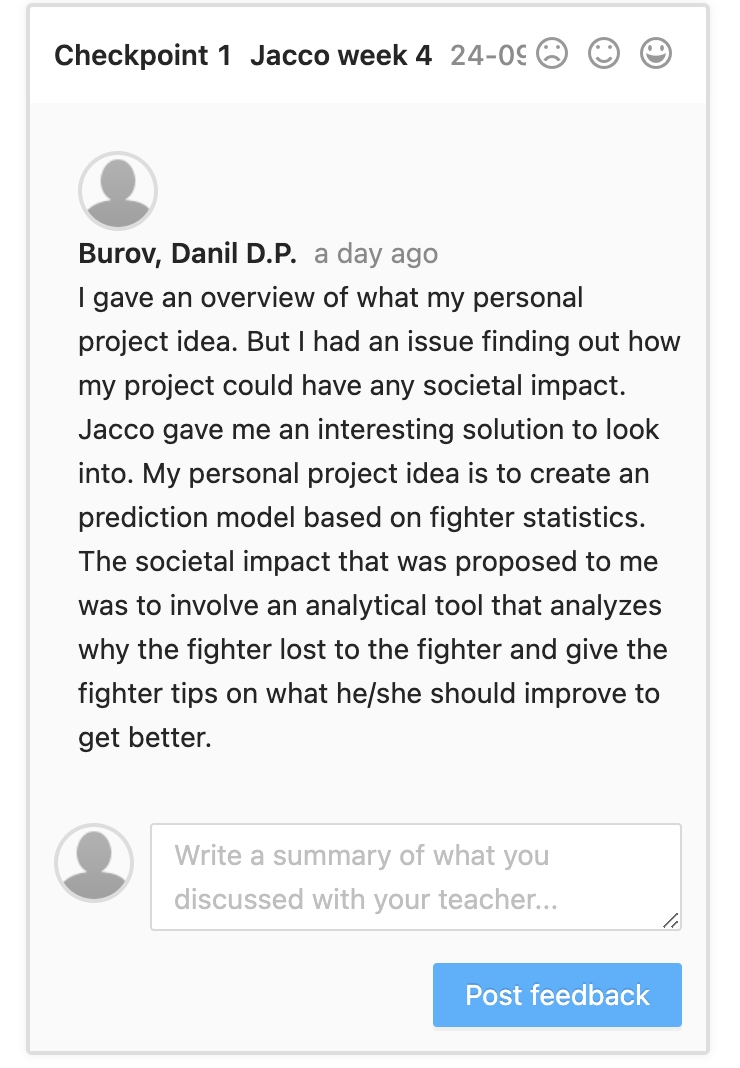 Checkpoint 1 Jacco week 4 24-09
Burov, Danil D.P. a day ago
I gave an overview of what my personal
project idea. But I had an issue finding out how
my project could have any societal impact.
Jacco gave me an interesting solution to look
into. My personal project idea is to create an
prediction model based on fighter statistics.
The societal impact that was proposed to me
was to involve an analytical tool that analyzes
why the fighter lost to the fighter and give the
fighter tips on what he/she should improve to
get better.
Write a summary of what you
discussed with your teacher...
Post feedback